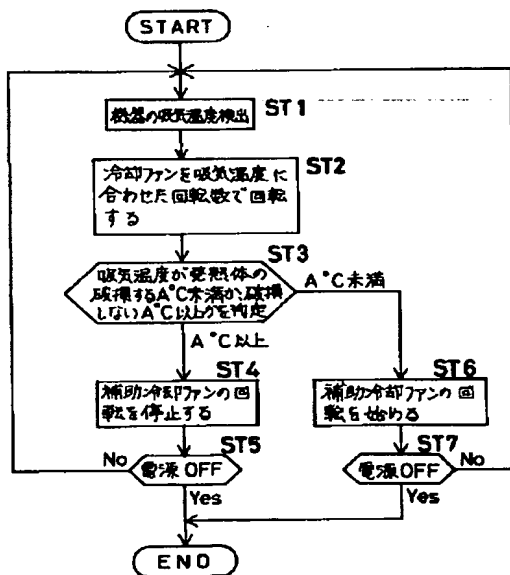 START
ST1
機器の吸気温度検出
ST2
冷却ファンを吸気温度に
合わせた回転数で回転
する
ST3
吸気温度が発熱体の
破損するA°C未満か、破損
しないA°C以上かを判定
A°C未満
A°C以上
ST4
補助冷却ファンの回
転を停止する
ST6
補助冷却ファンの回
転を始める
ST5
電源OFF
No
Yes
ST7
電源OFF
No
Yes
END